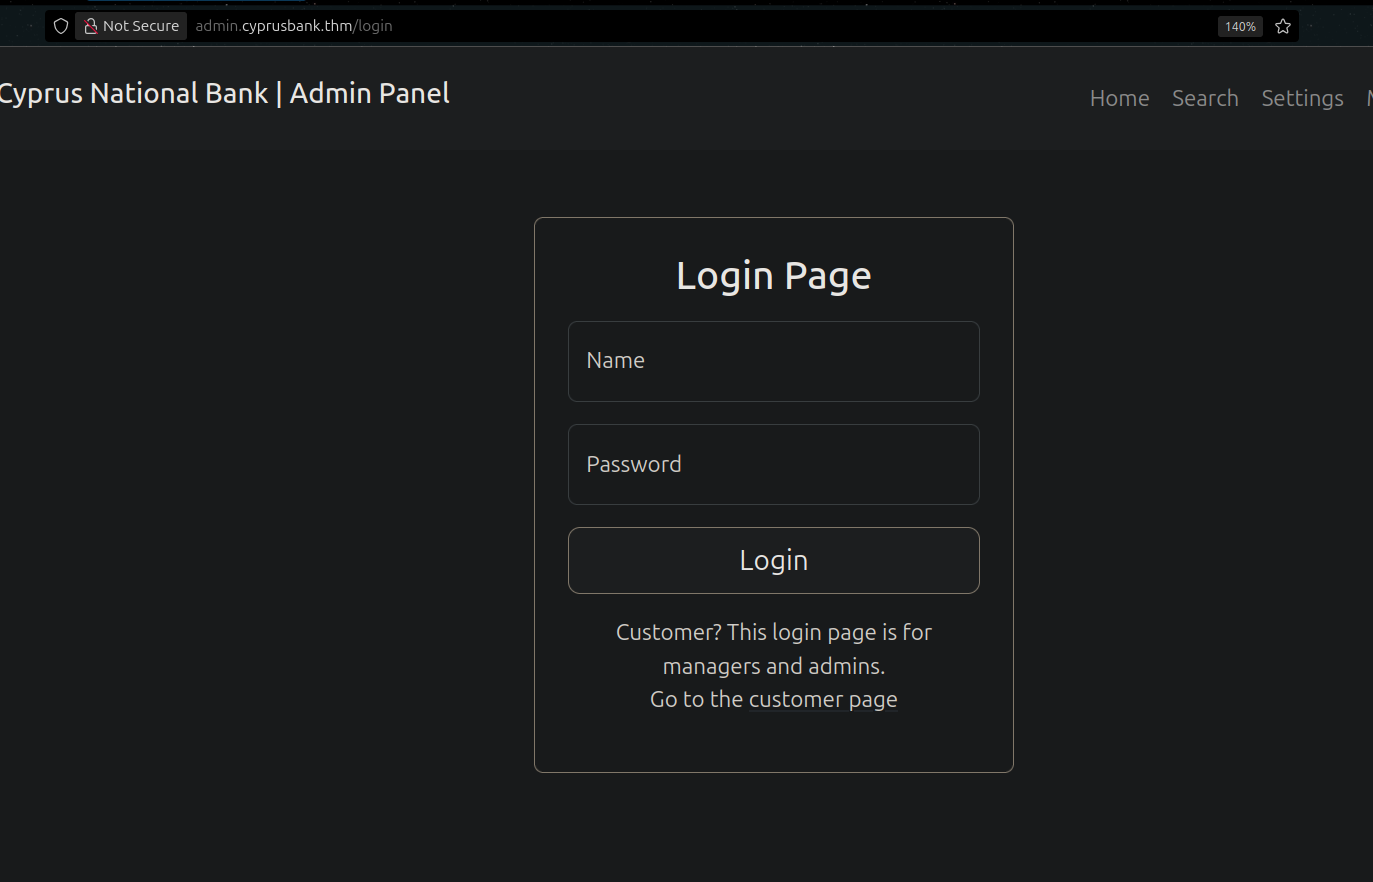 Not Secure admin.cyprusbank.thm/login 140%
Cyprus National Bank | Admin Panel Home Search Settings
Login Page
Name
Password
Login
Customer? This login page is for
managers and admins.
Go to the customer page